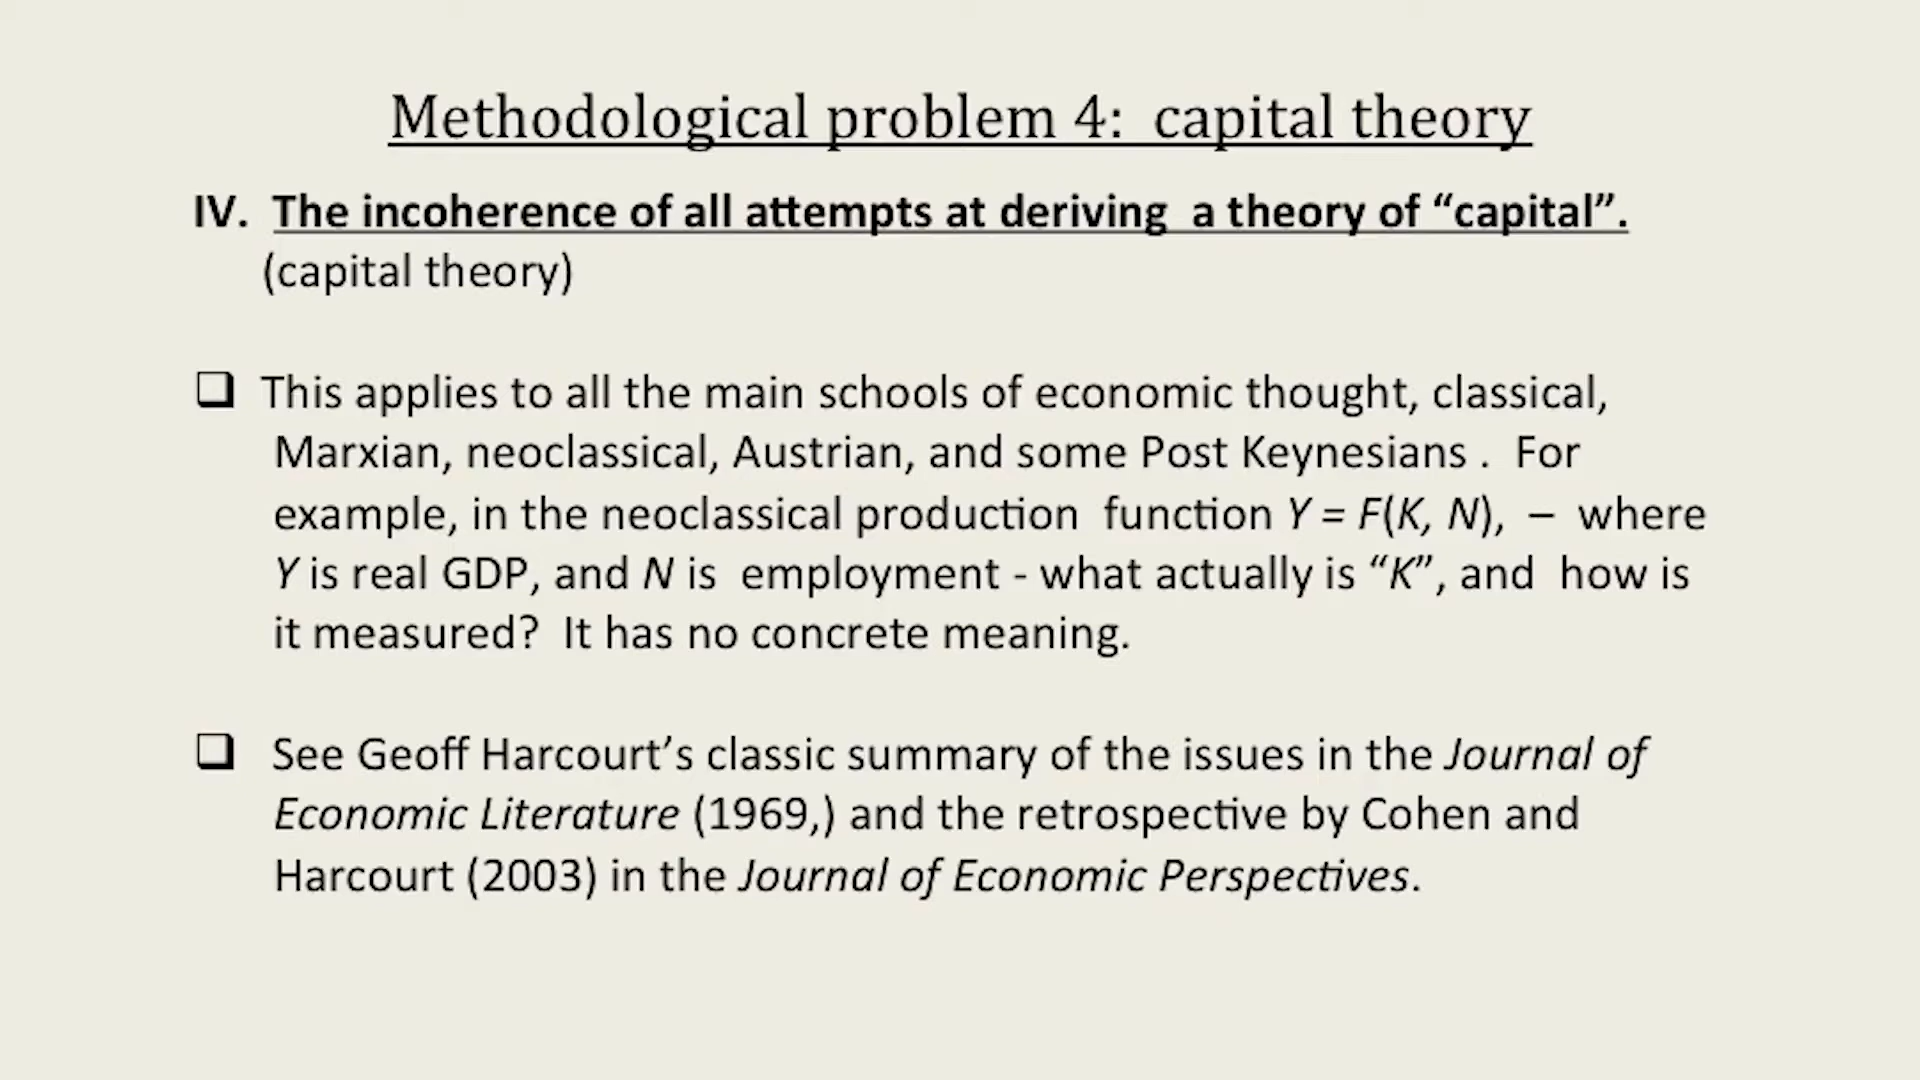 Methodological problem 4:  capital theory
IV.  The incoherence of all attempts at deriving  a theory of “capital”.
(capital theory)
❑ This applies to all the main schools of economic thought, classical,
Marxian, neoclassical, Austrian, and some Post Keynesians .  For
example, in the neoclassical production  function Y = F(K, N),  –  where
Y is real GDP, and N is  employment - what actually is “K”, and  how is
it measured?  It has no concrete meaning.
❑ See Geoff Harcourt’s classic summary of the issues in the Journal of
Economic Literature (1969,) and the retrospective by Cohen and
Harcourt (2003) in the Journal of Economic Perspectives.